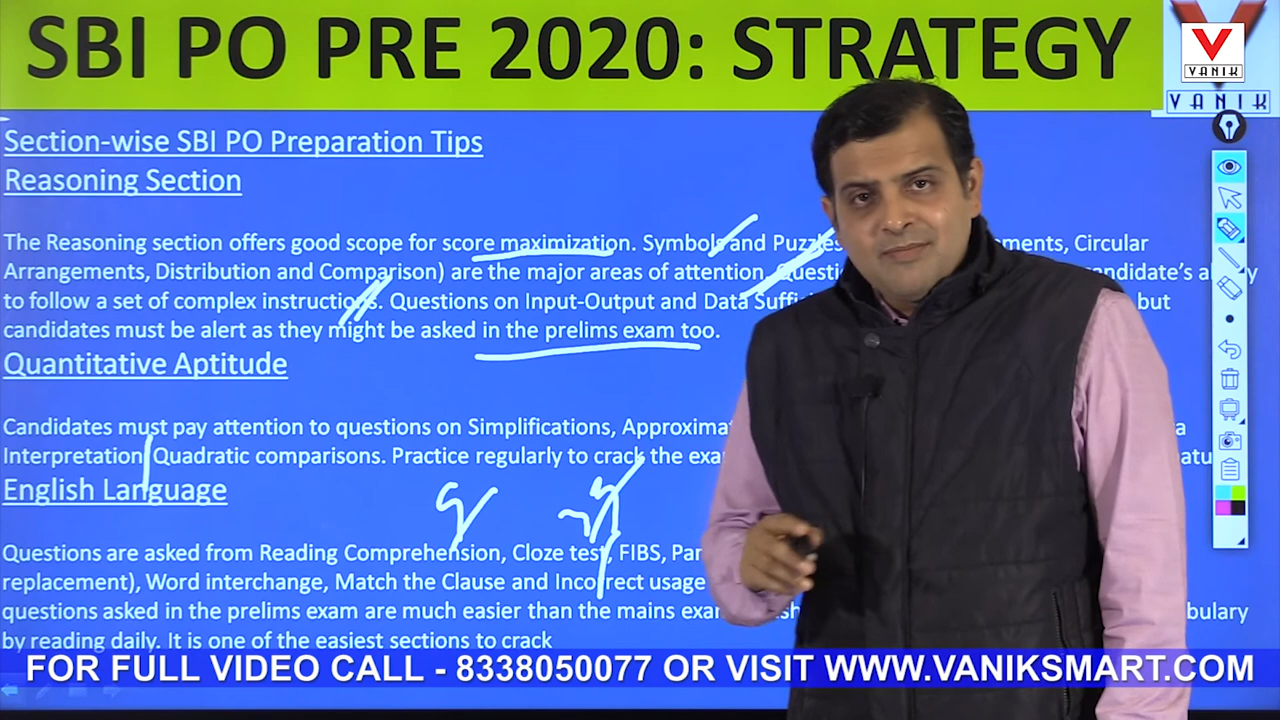 SBI PO PRE 2020: STRATEGY
VANIK
VANIK
Section-wise SBI PO Preparation Tips
Reasoning Section
The Reasoning section offers good scope for score maximization. Symbols and Puzzles ements, Circular
Arrangements, Distribution and Comparison) are the major areas of attention. candidate's
to follow a set of complex instructions. Questions on Input-Output and Data but
candidates must be alert as they might be asked in the prelims exam too.
Quantitative Aptitude
Candidates must pay attention to questions on Simplifications,
Interpretation Quadratic comparisons. Practice regularly to crack the
English Language
Questions are asked from Reading Comprehension, Cloze test, FIBS,
replacement), Word interchange, Match the Clause and Incorrect usage
questions asked in the prelims exam are much easier than the mains bulary
by reading daily. It is one of the easiest sections to crack
FOR FULL VIDEO CALL - 8338050077 OR VISIT WWW.VANIKSMART.COM